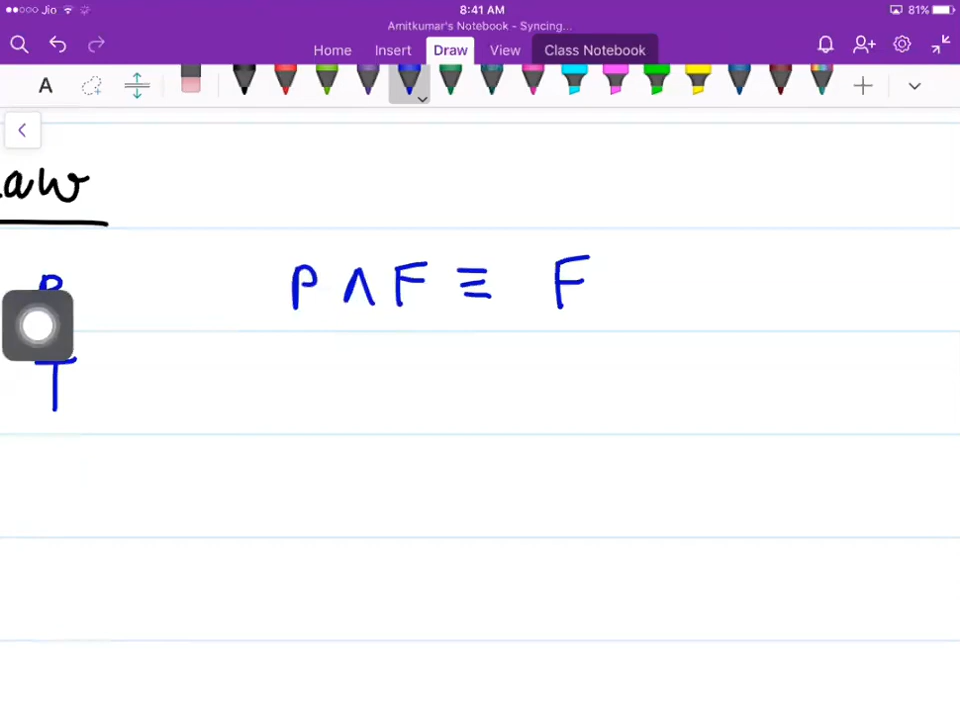 Jio 8:41 AM 81%
Amitkumar's Notebook - Syncing...
Home Insert Draw View Class Notebook
A
aw
P P ∧ F ≡ F
T